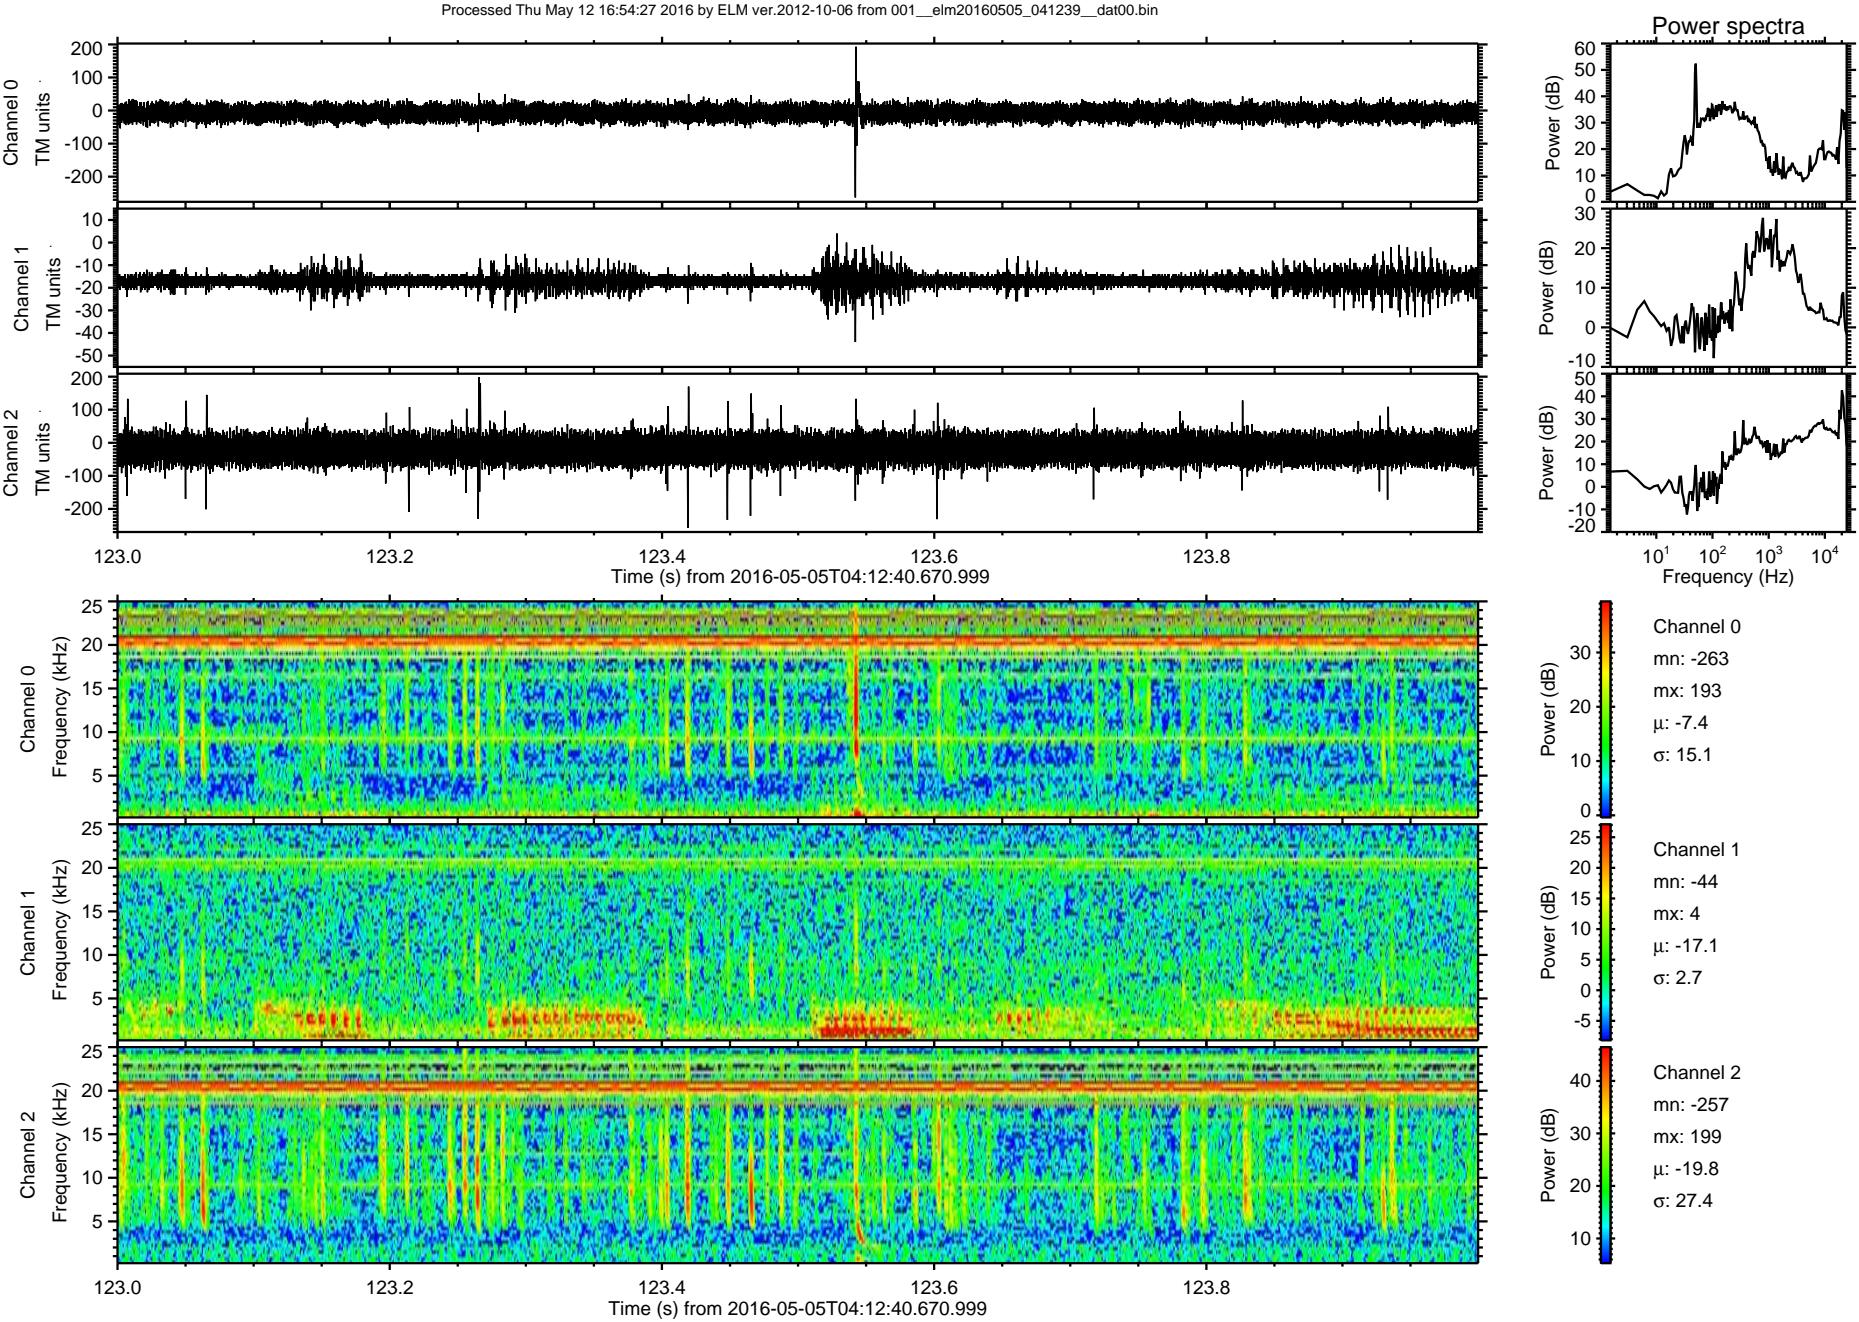 Processed Thu May 12 16:54:27 2016 by ELM ver.2012-10-06 from 001__elm20160505_041239__dat00.bin
Power spectra
Channel 0
TM units
200
100
0
-100
-200
Power (dB)
60
50
40
30
20
10
0
Channel 1
TM units
10
0
-10
-20
-30
-40
-50
Power (dB)
30
20
10
0
-10
Channel 2
TM units
200
100
0
-100
-200
Power (dB)
50
40
30
20
10
0
-10
-20
123.0 123.2 123.4 123.6 123.8
Time (s) from 2016-05-05T04:12:40.670.999
10¹ 10² 10³ 10⁴
Frequency (Hz)
Channel 0
Frequency (kHz)
25
20
15
10
5
Power (dB)
30
20
10
0
Channel 0
mn: -263
mx: 193
μ: -7.4
σ: 15.1
Channel 1
Frequency (kHz)
25
20
15
10
5
Power (dB)
25
20
15
10
5
0
-5
Channel 1
mn: -44
mx: 4
μ: -17.1
σ: 2.7
Channel 2
Frequency (kHz)
25
20
15
10
5
Power (dB)
40
30
20
10
Channel 2
mn: -257
mx: 199
μ: -19.8
σ: 27.4
123.0 123.2 123.4 123.6 123.8
Time (s) from 2016-05-05T04:12:40.670.999